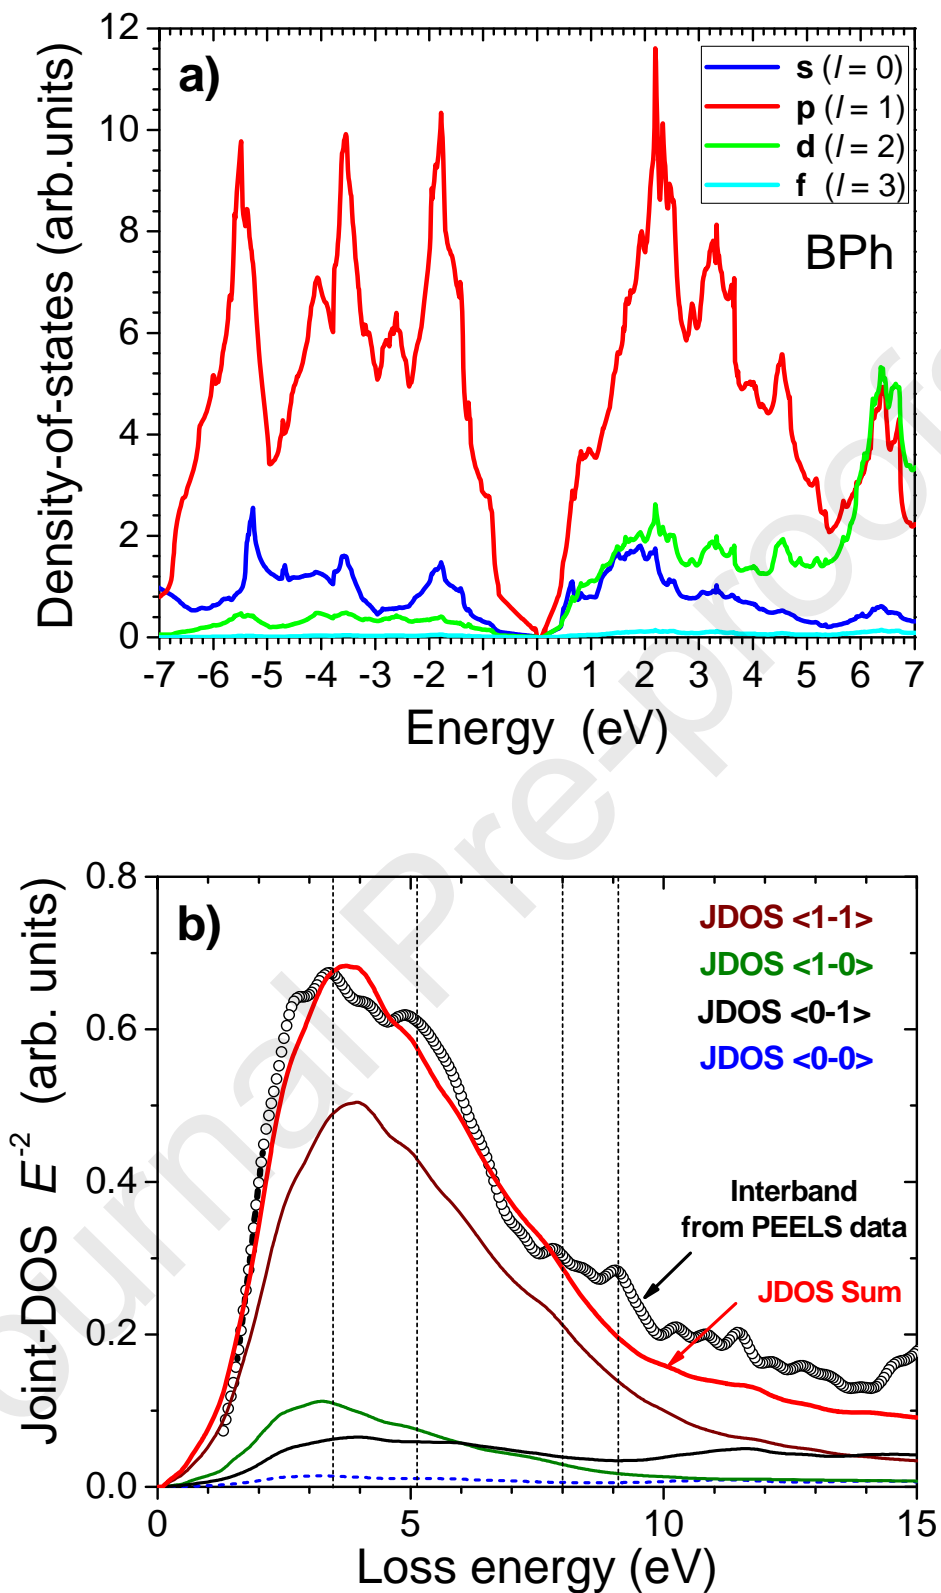 a)
s (l = 0)
p (l = 1)
d (l = 2)
f (l = 3)
BPh
Density-of-states (arb.units)
12
10
8
6
4
2
0
-7 -6 -5 -4 -3 -2 -1 0 1 2 3 4 5 6 7
Energy (eV)
b)
JDOS <1-1>
JDOS <1-0>
JDOS <0-1>
JDOS <0-0>
Interband
from PEELS data
JDOS Sum
Joint-DOS E^-2 (arb. units)
0.8
0.6
0.4
0.2
0.0
0 5 10 15
Loss energy (eV)
Journal Pre-proofs